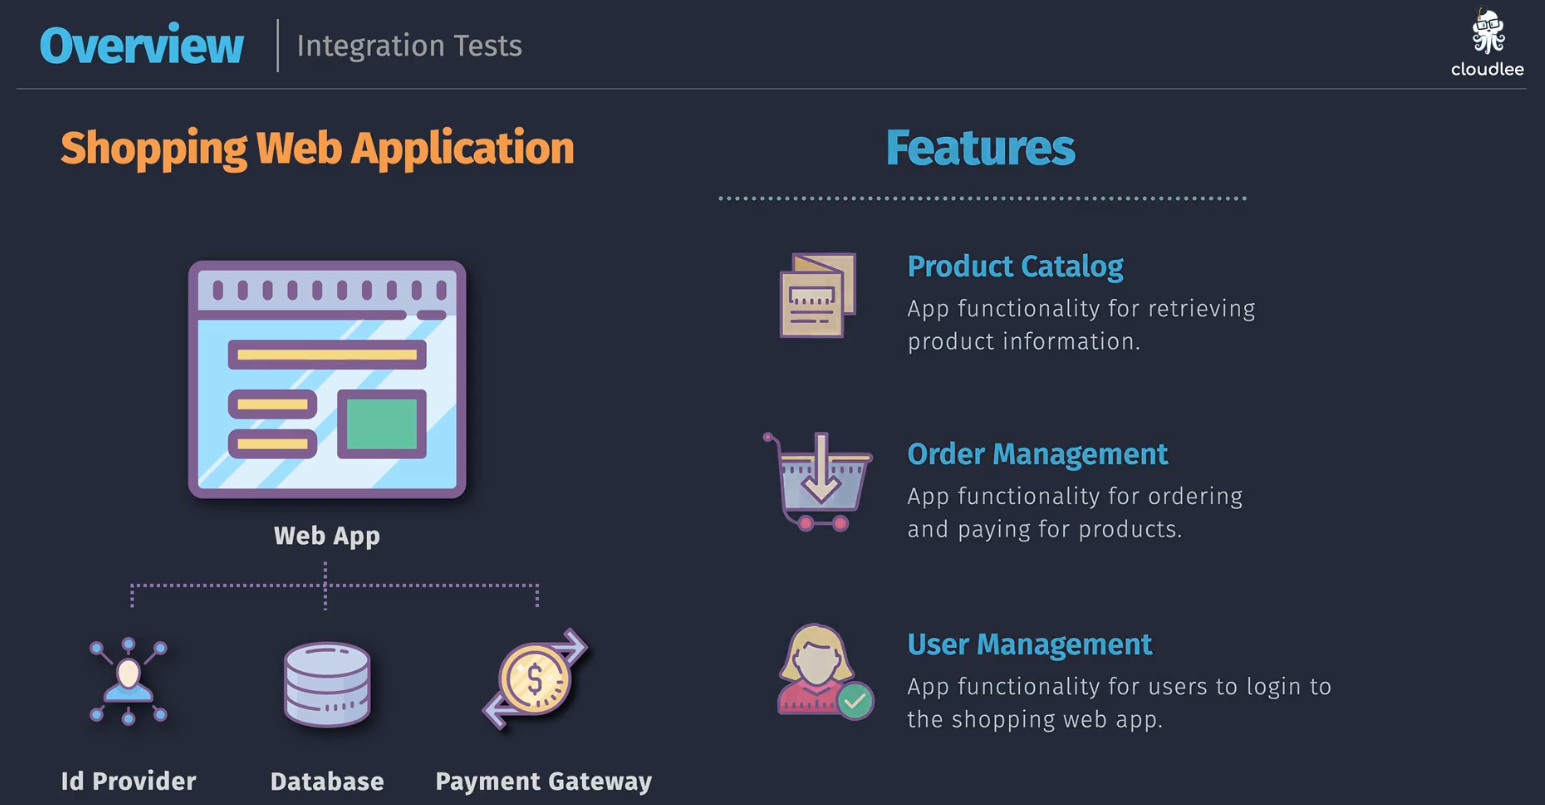 Overview
Integration Tests
cloudlee
Shopping Web Application
Web App
Id Provider
Database
$
Payment Gateway
Features
Product Catalog
App functionality for retrieving
product information.
Order Management
App functionality for ordering
and paying for products.
User Management
App functionality for users to login to
the shopping web app.